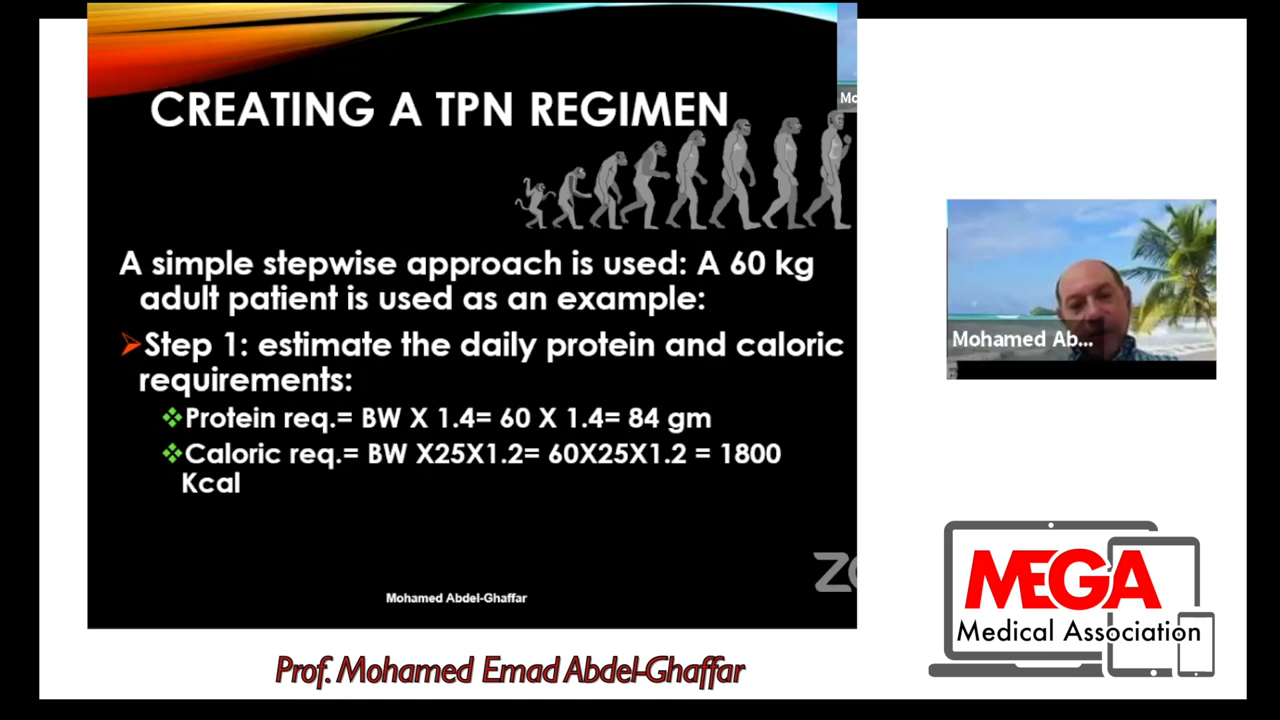 Mo
CREATING A TPN REGIMEN
A simple stepwise approach is used: A 60 kg
adult patient is used as an example:
Step 1: estimate the daily protein and caloric
requirements:
Protein req.= BW X 1.4= 60 X 1.4= 84 gm
Caloric req.= BW X25X1.2= 60X25X1.2 = 1800
Kcal
Mohamed Abdel-Ghaffar
Prof. Mohamed Emad Abdel-Ghaffar
Mohamed Ab...
MEGA
Medical Association